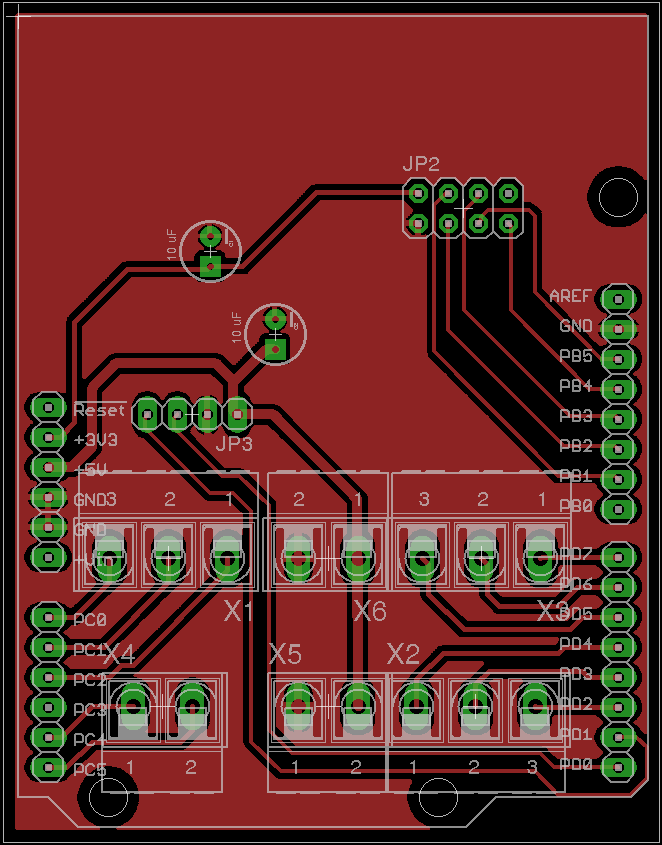 JP2
10 uF
10 uF
AREF
GND
PB5
PB4
PB3
PB2
PB1
PB0
Reset
+3V3
+5V
GND
GND
JP3
3 2 1
2 1
3 2 1
X1
X6
X3
PD7
PD6
PD5
PD4
PD3
PD2
PD1
PD0
PC0
PC1
PC2
PC3
PC4
PC5
X4
X5
X2
1 2
1 2
1 2 3